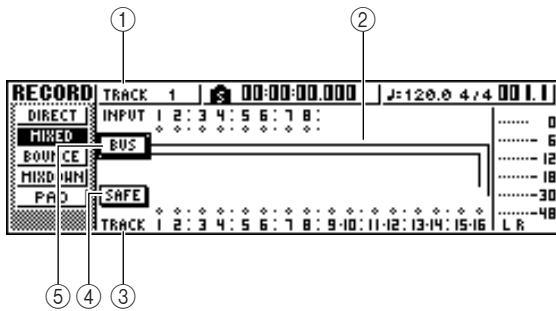 ① ②
RECORD TRACK 1 00:00:00.000 ♩=120.0 4/4 001.1
DIRECT INPUT 1 2 3 4 5 6 7 8 0
MIXED BUS 6
BOUNCE 12
MIXDOWN 18
PAD SAFE 30
48
TRACK 1 2 3 4 5 6 7 8 9·10 11·12 13·14 15·16 L R
⑤ ④ ③